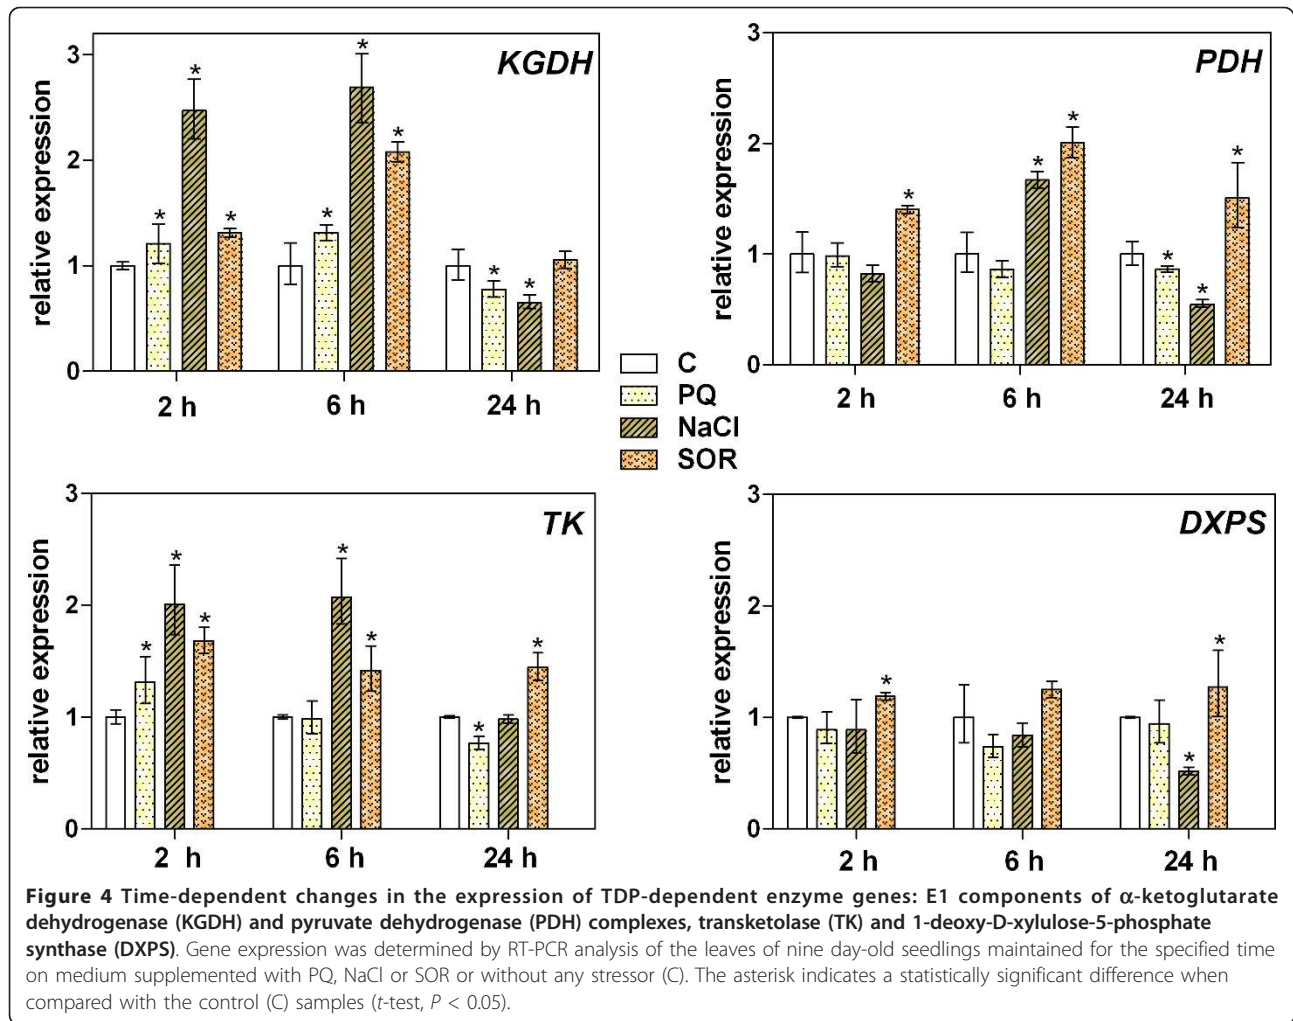 KGDH
relative expression
3
2
1
0
* * * * * * * *
2 h 6 h 24 h
PDH
relative expression
3
2
1
0
* * * * * *
2 h 6 h 24 h
C
PQ
NaCl
SOR
TK
relative expression
3
2
1
0
* * * * * * *
2 h 6 h 24 h
DXPS
relative expression
3
2
1
0
* * *
2 h 6 h 24 h
Figure 4 Time-dependent changes in the expression of TDP-dependent enzyme genes: E1 components of α-ketoglutarate
dehydrogenase (KGDH) and pyruvate dehydrogenase (PDH) complexes, transketolase (TK) and 1-deoxy-D-xylulose-5-phosphate
synthase (DXPS). Gene expression was determined by RT-PCR analysis of the leaves of nine day-old seedlings maintained for the specified time
on medium supplemented with PQ, NaCl or SOR or without any stressor (C). The asterisk indicates a statistically significant difference when
compared with the control (C) samples (t-test, P < 0.05).